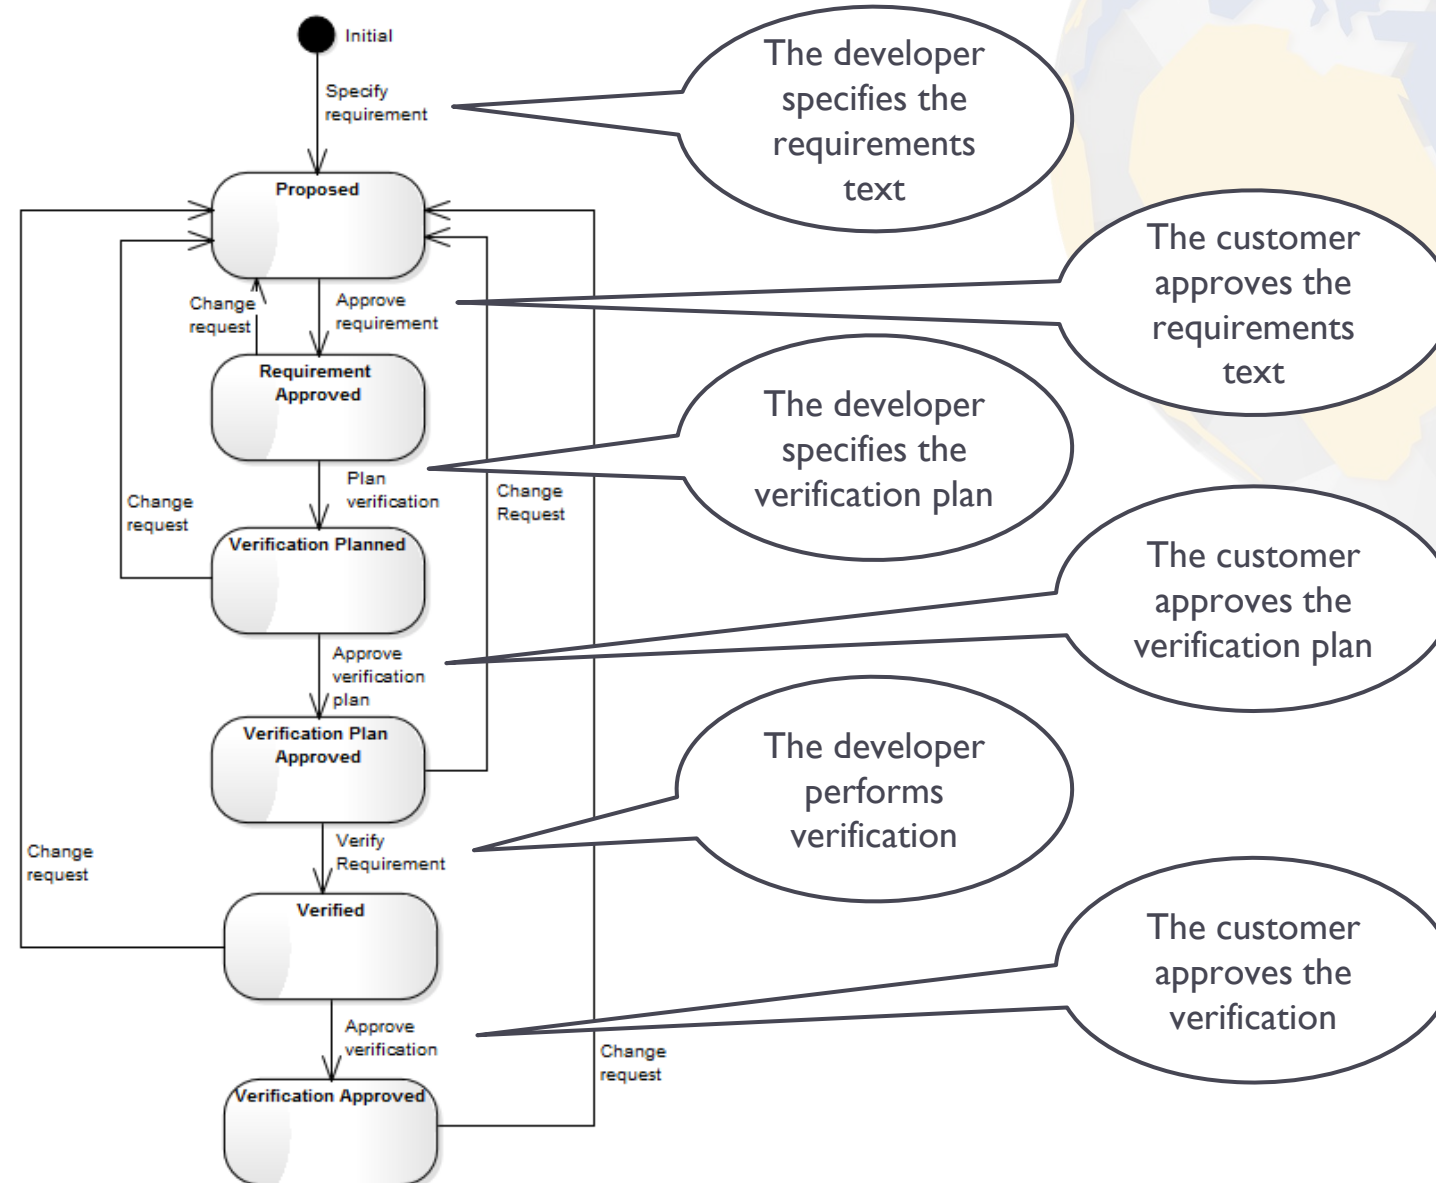 Initial
Specify
requirement
The developer
specifies the
requirements
text
Proposed
Change
request
Approve
requirement
The customer
approves the
requirements
text
Requirement
Approved
The developer
specifies the
verification plan
Plan
verification
Change
request
Change
Request
Verification Planned
The customer
approves the
verification plan
Approve
verification
plan
Verification Plan
Approved
The developer
performs
verification
Verify
Requirement
Change
request
Verified
The customer
approves the
verification
Approve
verification
Change
request
Verification Approved